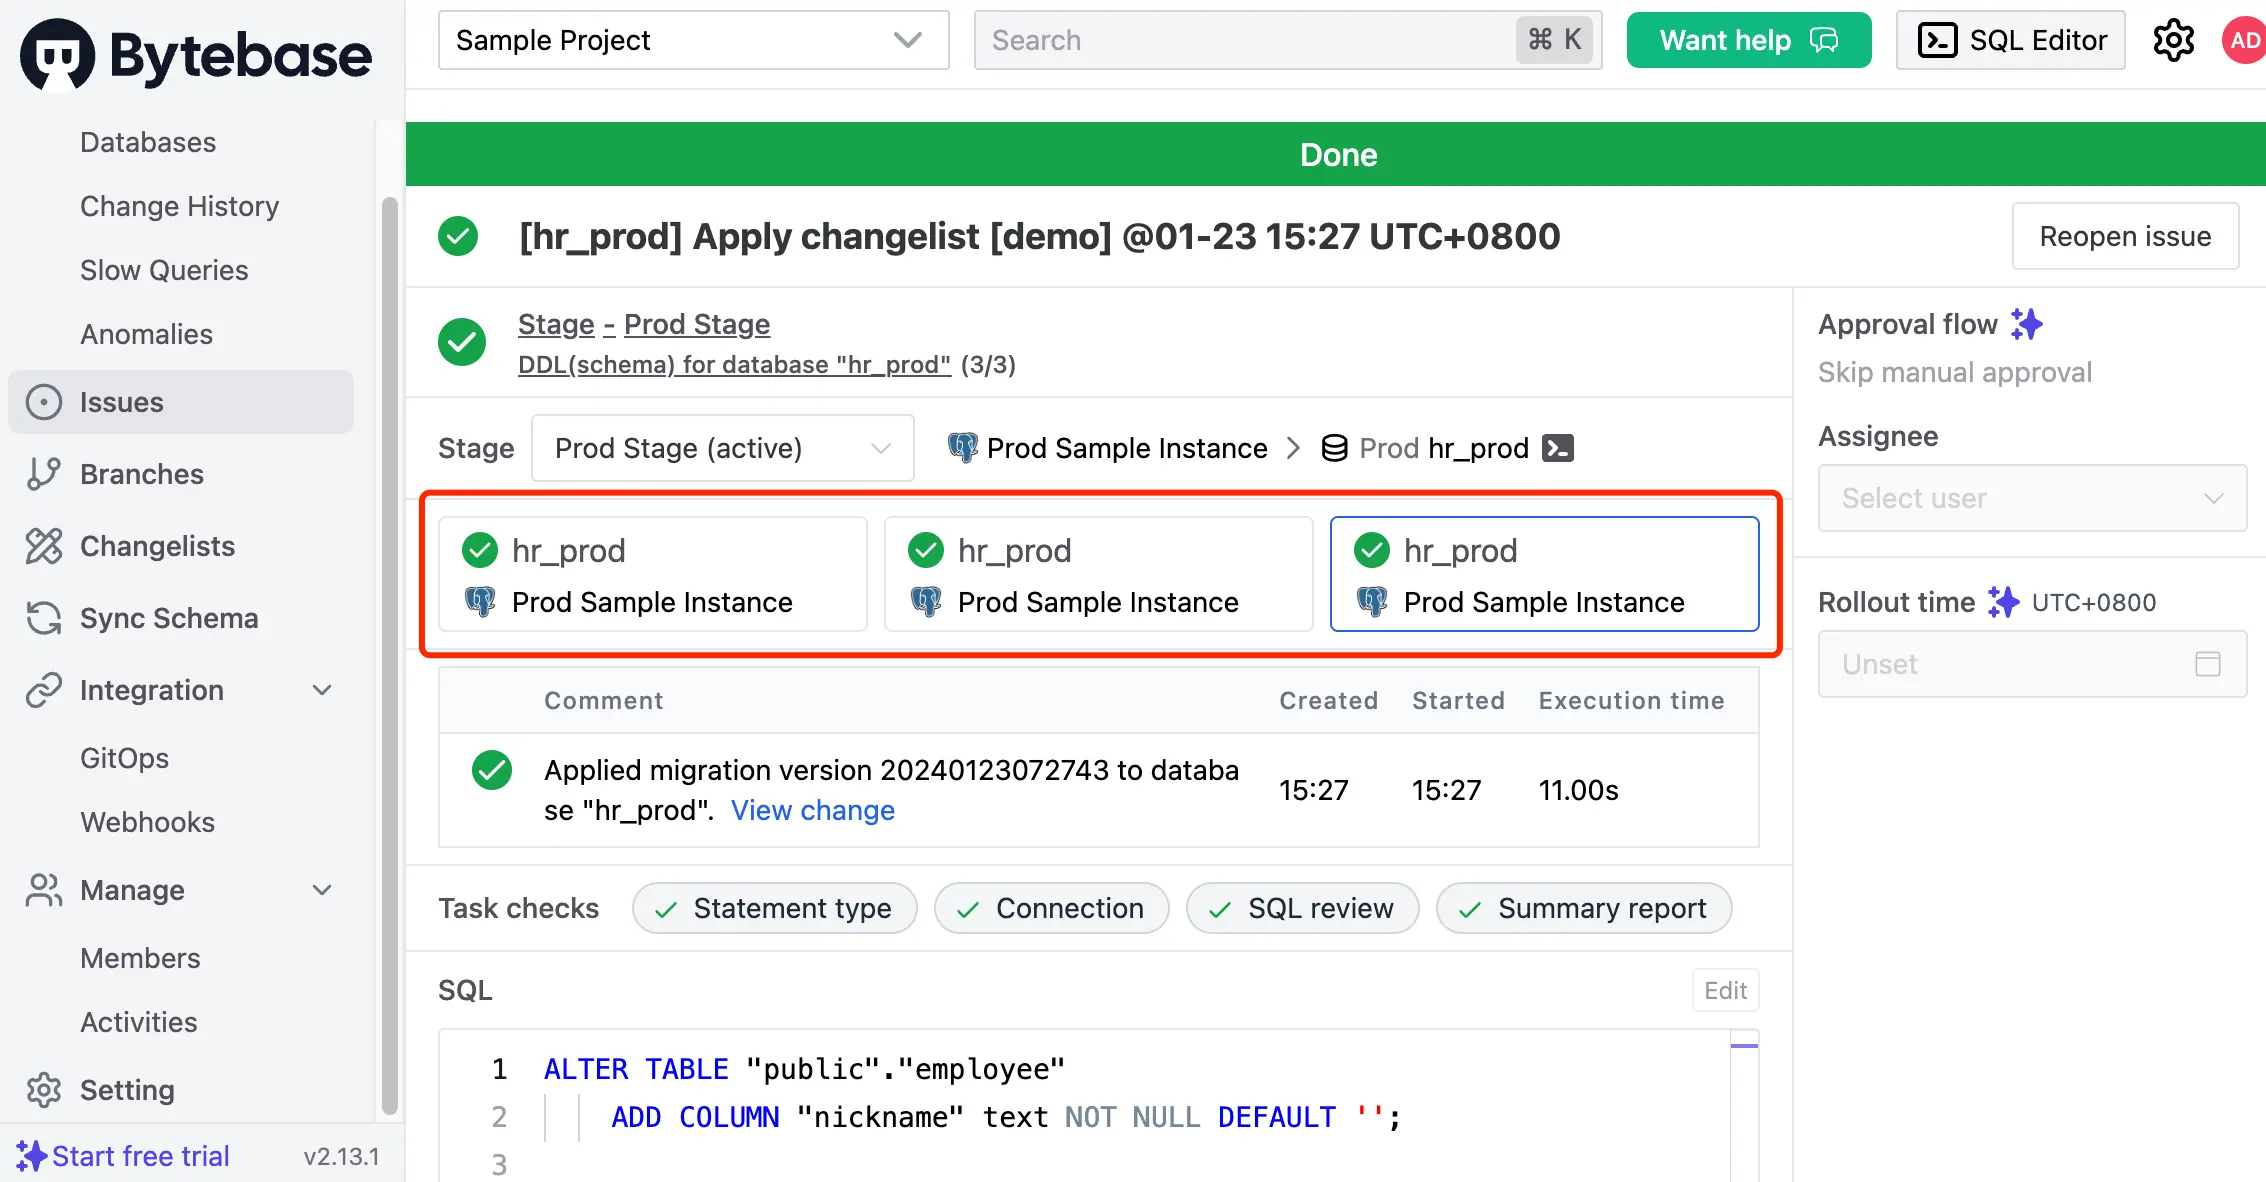 Bytebase
Sample Project
Search
⌘ K
Want help
SQL Editor
AD
Databases
Change History
Slow Queries
Anomalies
Issues
Branches
Changelists
Sync Schema
Integration
GitOps
Webhooks
Manage
Members
Activities
Setting
Start free trial
v2.13.1
Done
[hr_prod] Apply changelist [demo] @01-23 15:27 UTC+0800
Reopen issue
Stage - Prod Stage
DDL(schema) for database "hr_prod" (3/3)
Stage
Prod Stage (active)
Prod Sample Instance
Prod hr_prod
hr_prod
Prod Sample Instance
hr_prod
Prod Sample Instance
hr_prod
Prod Sample Instance
Comment
Created
Started
Execution time
Applied migration version 20240123072743 to databa
se "hr_prod". View change
15:27
15:27
11.00s
Task checks
Statement type
Connection
SQL review
Summary report
SQL
Edit
1 ALTER TABLE "public"."employee"
2 ADD COLUMN "nickname" text NOT NULL DEFAULT '';
3
Approval flow
Skip manual approval
Assignee
Select user
Rollout time UTC+0800
Unset